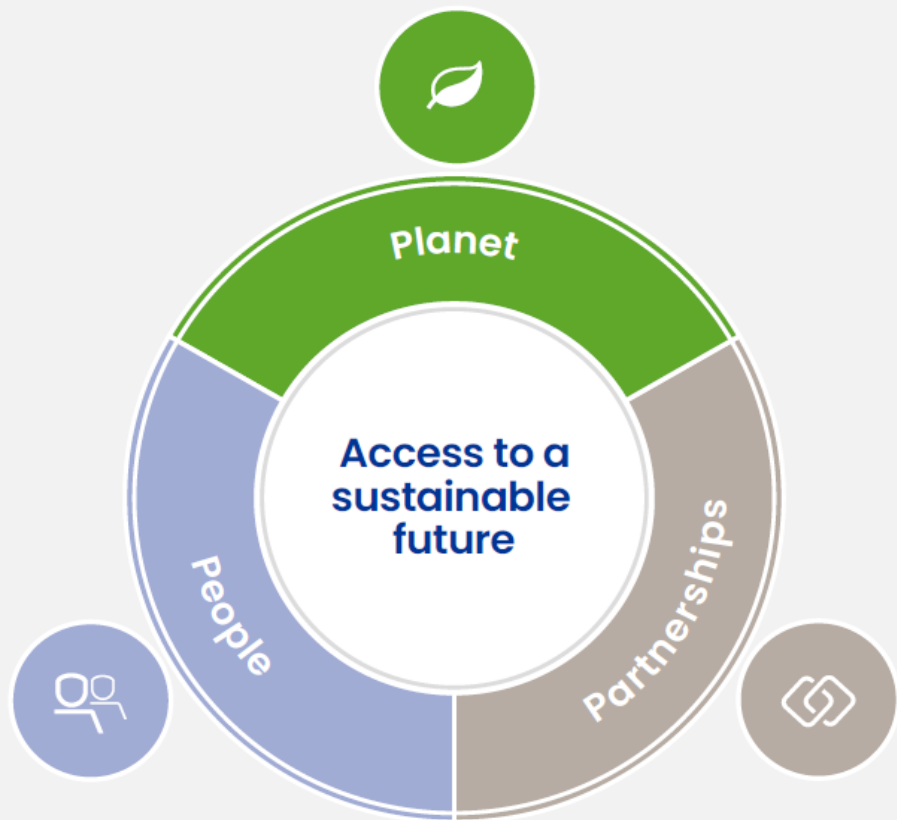 Planet
Access to a
sustainable
future
People
Partnerships